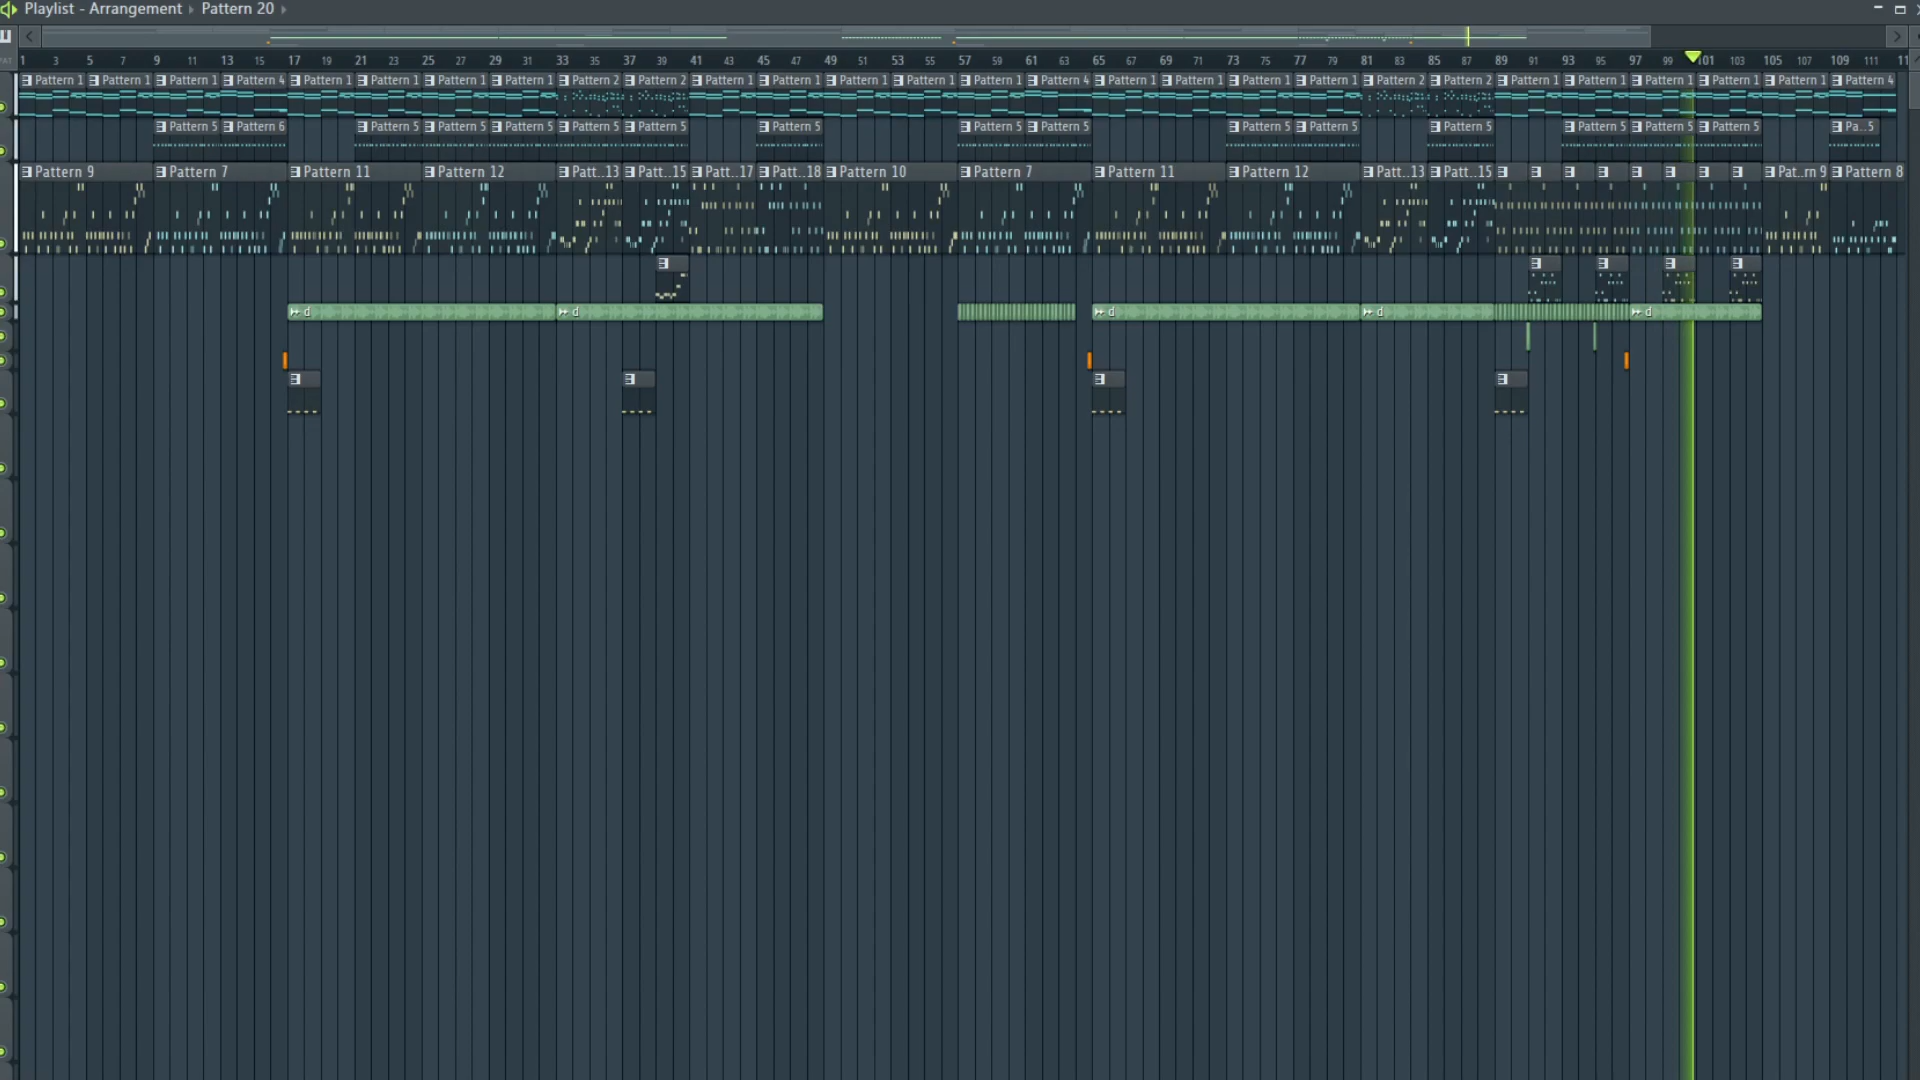 Playlist - Arrangement › Pattern 20 ›
1 3 5 7 9 11 13 15 17 19 21 23 25 27 29 31 33 35 37 39 41 43 45 47 49 51 53 55 57 59 61 63 65 67 69 71 73 75 77 79 81 83 85 87 89 91 93 95 97 99 101 103 105 107 109 111 11
Pattern 1 Pattern 1 Pattern 1 Pattern 4 Pattern 1 Pattern 1 Pattern 1 Pattern 1 Pattern 2 Pattern 2 Pattern 1 Pattern 1 Pattern 1 Pattern 1 Pattern 1 Pattern 4 Pattern 1 Pattern 1 Pattern 1 Pattern 1 Pattern 2 Pattern 2 Pattern 1 Pattern 1 Pattern 1 Pattern 1 Pattern 1 Pattern 4
Pattern 5 Pattern 6 Pattern 5 Pattern 5 Pattern 5 Pattern 5 Pattern 5 Pattern 5 Pattern 5 Pattern 5 Pattern 5 Pattern 5 Pattern 5 Pattern 5 Pattern 5 Pattern 5 Pa..5
Pattern 9 Pattern 7 Pattern 11 Pattern 12 Patt..13 Patt..15 Patt..17 Patt..18 Pattern 10 Pattern 7 Pattern 11 Pattern 12 Patt..13 Patt..15 Pat..rn 9 Pattern 8
d d d d d